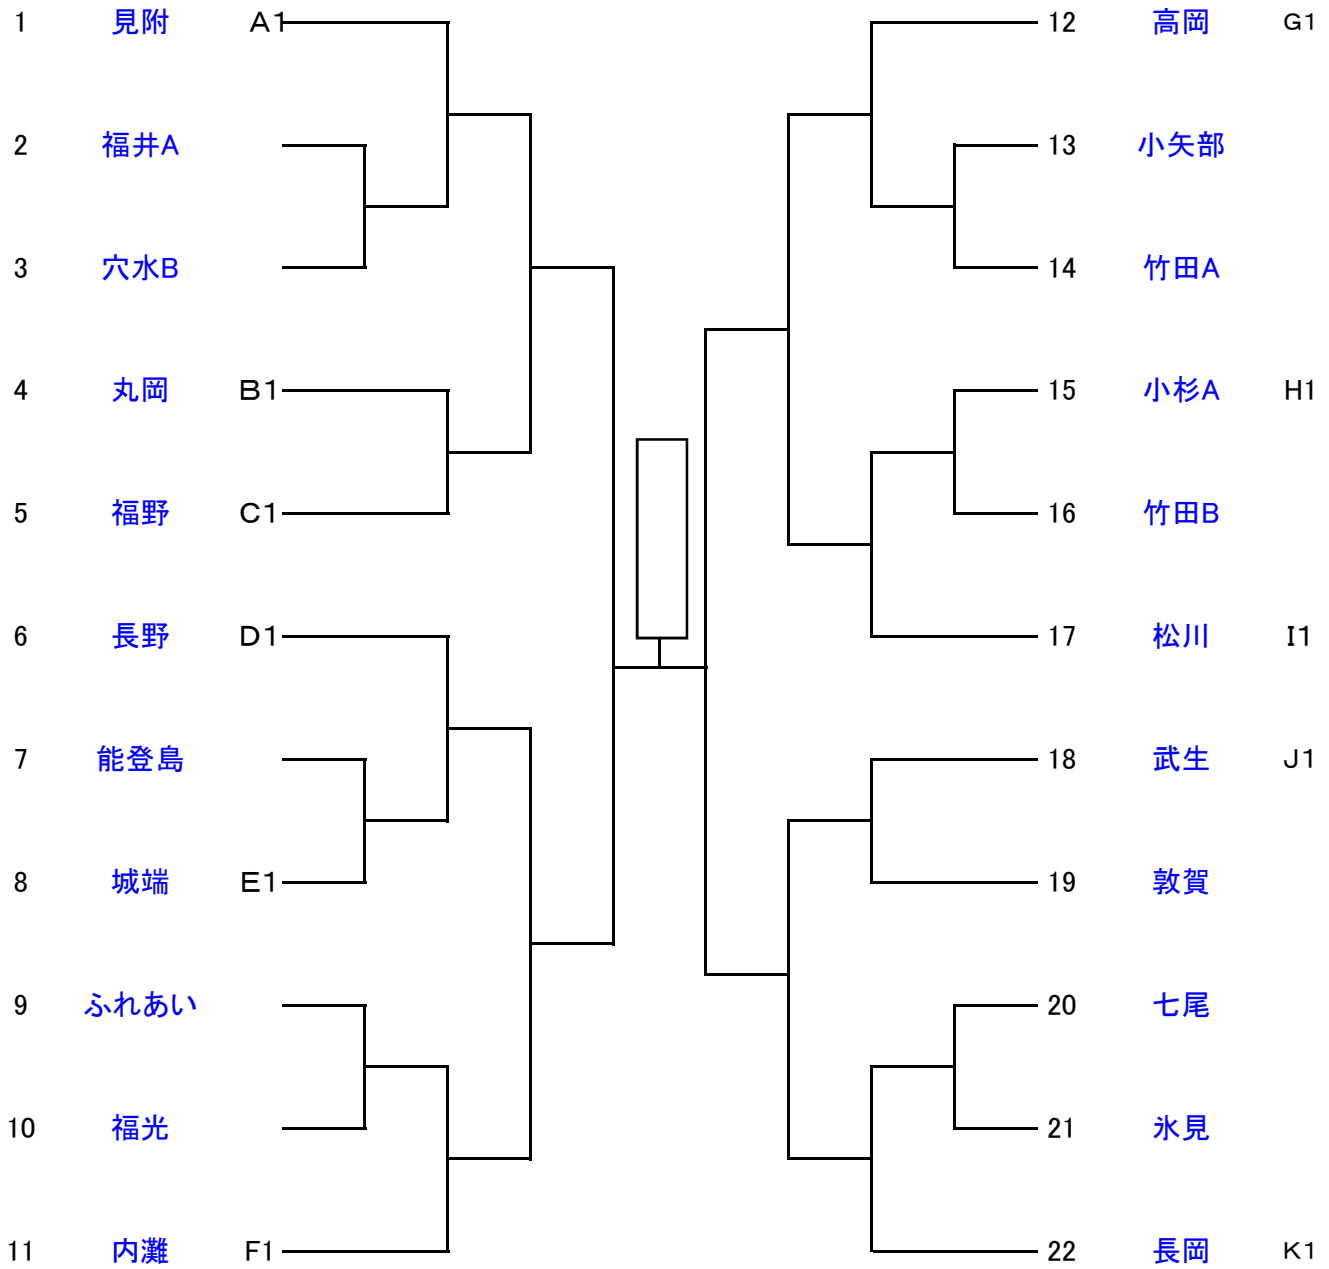 1 見附 A1
2 福井A
3 穴水B
4 丸岡 B1
5 福野 C1
6 長野 D1
7 能登島
8 城端 E1
9 ふれあい
10 福光
11 内灘 F1
12 高岡 G1
13 小矢部
14 竹田A
15 小杉A H1
16 竹田B
17 松川 I1
18 武生 J1
19 敦賀
20 七尾
21 氷見
22 長岡 K1